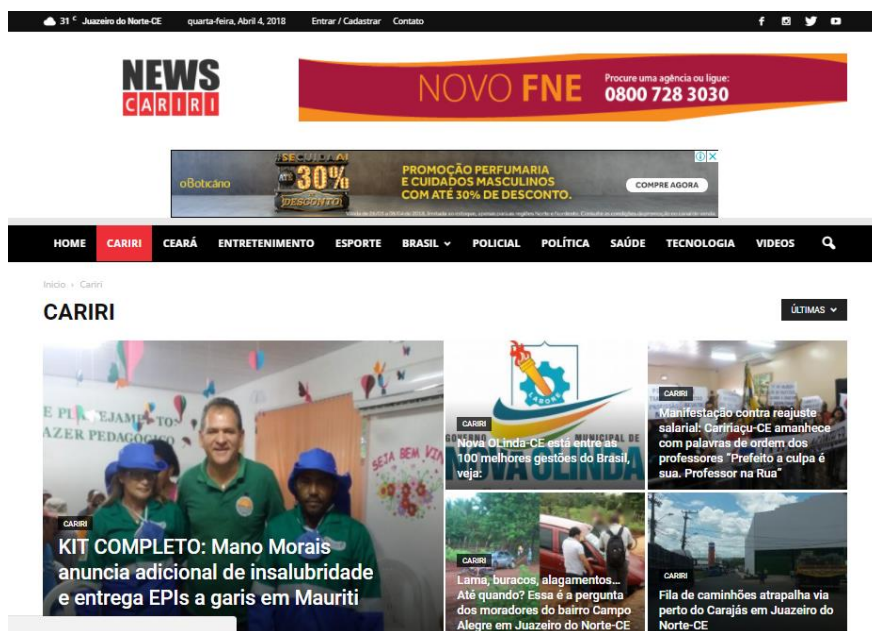 31 C Juazeiro do Norte-CE quarta-feira, Abril 4, 2018 Entrar / Cadastrar Contato
NEWS
CARIRI
NOVO FNE
Procure uma agência ou ligue:
0800 728 3030
oBoticário
ATÉ 30%
DESCONTO
PROMOÇÃO PERFUMARIA
E CUIDADOS MASCULINOS
COM ATÉ 30% DE DESCONTO.
COMPRE AGORA
HOME CARIRI CEARÁ ENTRETENIMENTO ESPORTE BRASIL POLICIAL POLÍTICA SAÚDE TECNOLOGIA VIDEOS
Início › Cariri
CARIRI
ÚLTIMAS
SEJA BEM VIN
AZER PEDAGÓGICO
CARIRI
KIT COMPLETO: Mano Morais
anuncia adicional de insalubridade
e entrega EPIs a garis em Mauriti
LABORE
MUNICIPAL DE
NOVA OLINDA
CARIRI
Nova OLinda-CE está entre as
100 melhores gestões do Brasil,
veja:
CARIRI
Manifestação contra reajuste
salarial: Caririaçu-CE amanhece
com palavras de ordem dos
professores “Prefeito a culpa é
sua. Professor na Rua”
CARIRI
Lama, buracos, alagamentos...
Até quando? Essa é a pergunta
dos moradores do bairro Campo
Alegre em Juazeiro do Norte-CE
CARIRI
Fila de caminhões atrapalha via
perto do Carajás em Juazeiro do
Norte-CE